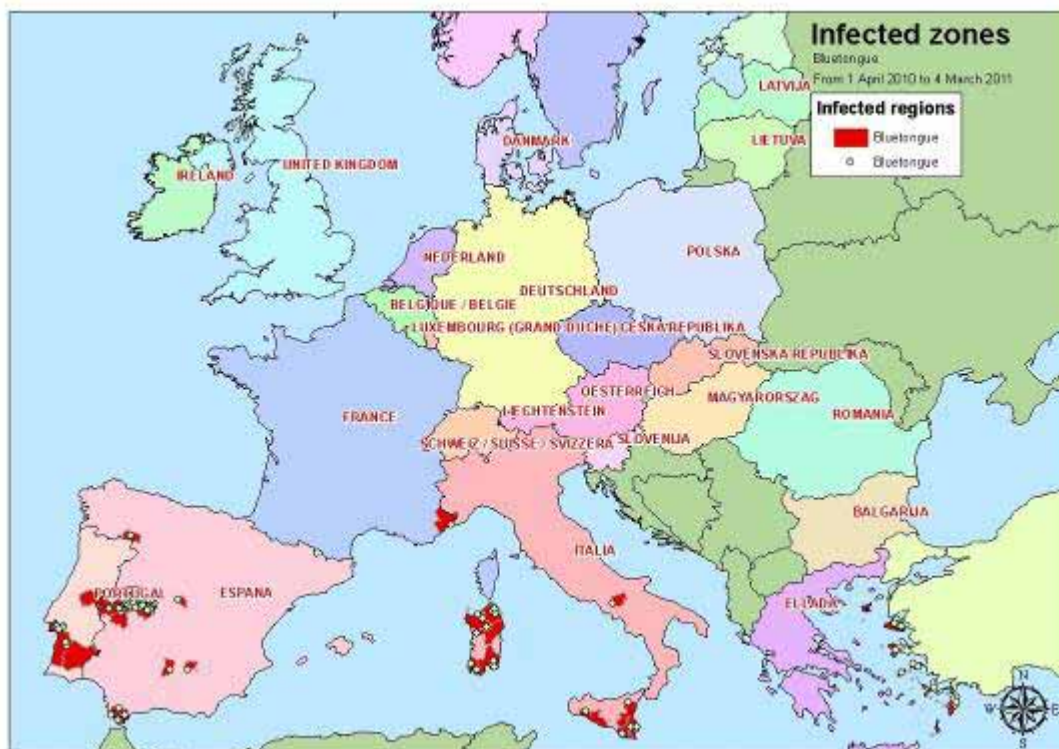 Infected zones
Bluetongue
From 1 April 2010 to 4 March 2011
Infected regions
Bluetongue
Bluetongue
LATVIJA
LIETUVA
DANMARK
IRELAND
UNITED KINGDOM
NEDERLAND
POLSKA
DEUTSCHLAND
BELGIQUE / BELGIE
LUXEMBOURG (GRAND-DUCHE)
CESKA REPUBLIKA
SLOVENSKA REPUBLIKA
OESTERREICH
MAGYARORSZAG
FRANCE
LIECHTENSTEIN
ROMANIA
SCHWEIZ / SUISSE / SVIZZERA
SLOVENIJA
BALGARIJA
ITALIA
PORTUGAL
ESPANA
ELLADA
N
W
E
S